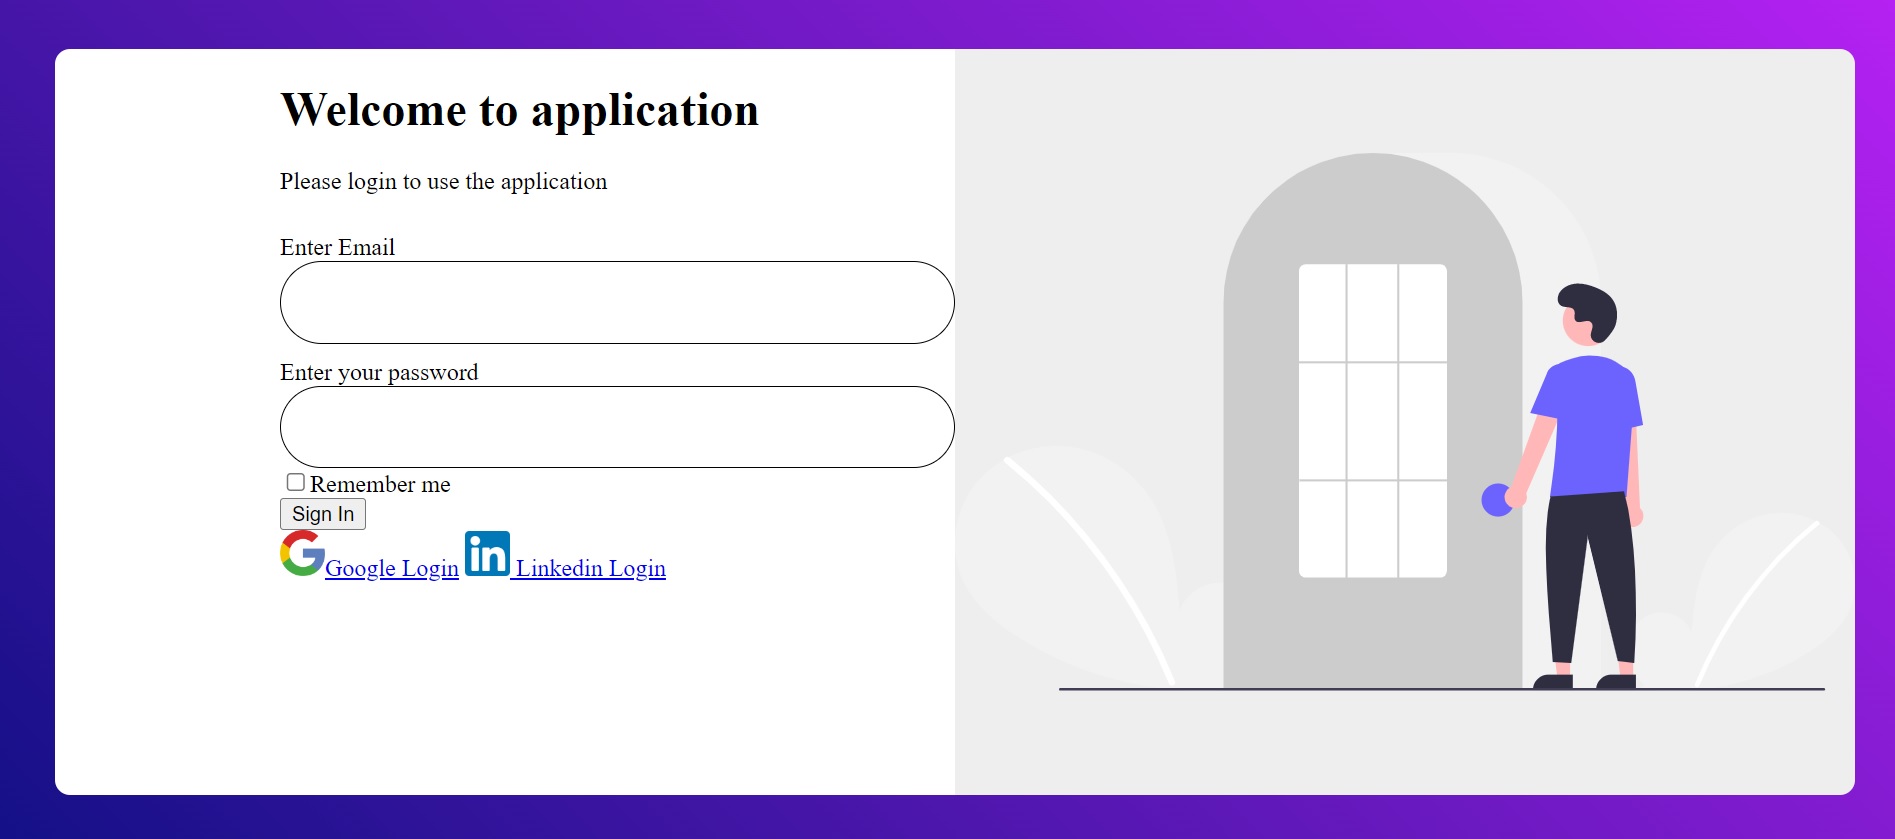 Welcome to application
Please login to use the application
Enter Email
Enter your password
Remember me
Sign In
Google Login in Linkedin Login